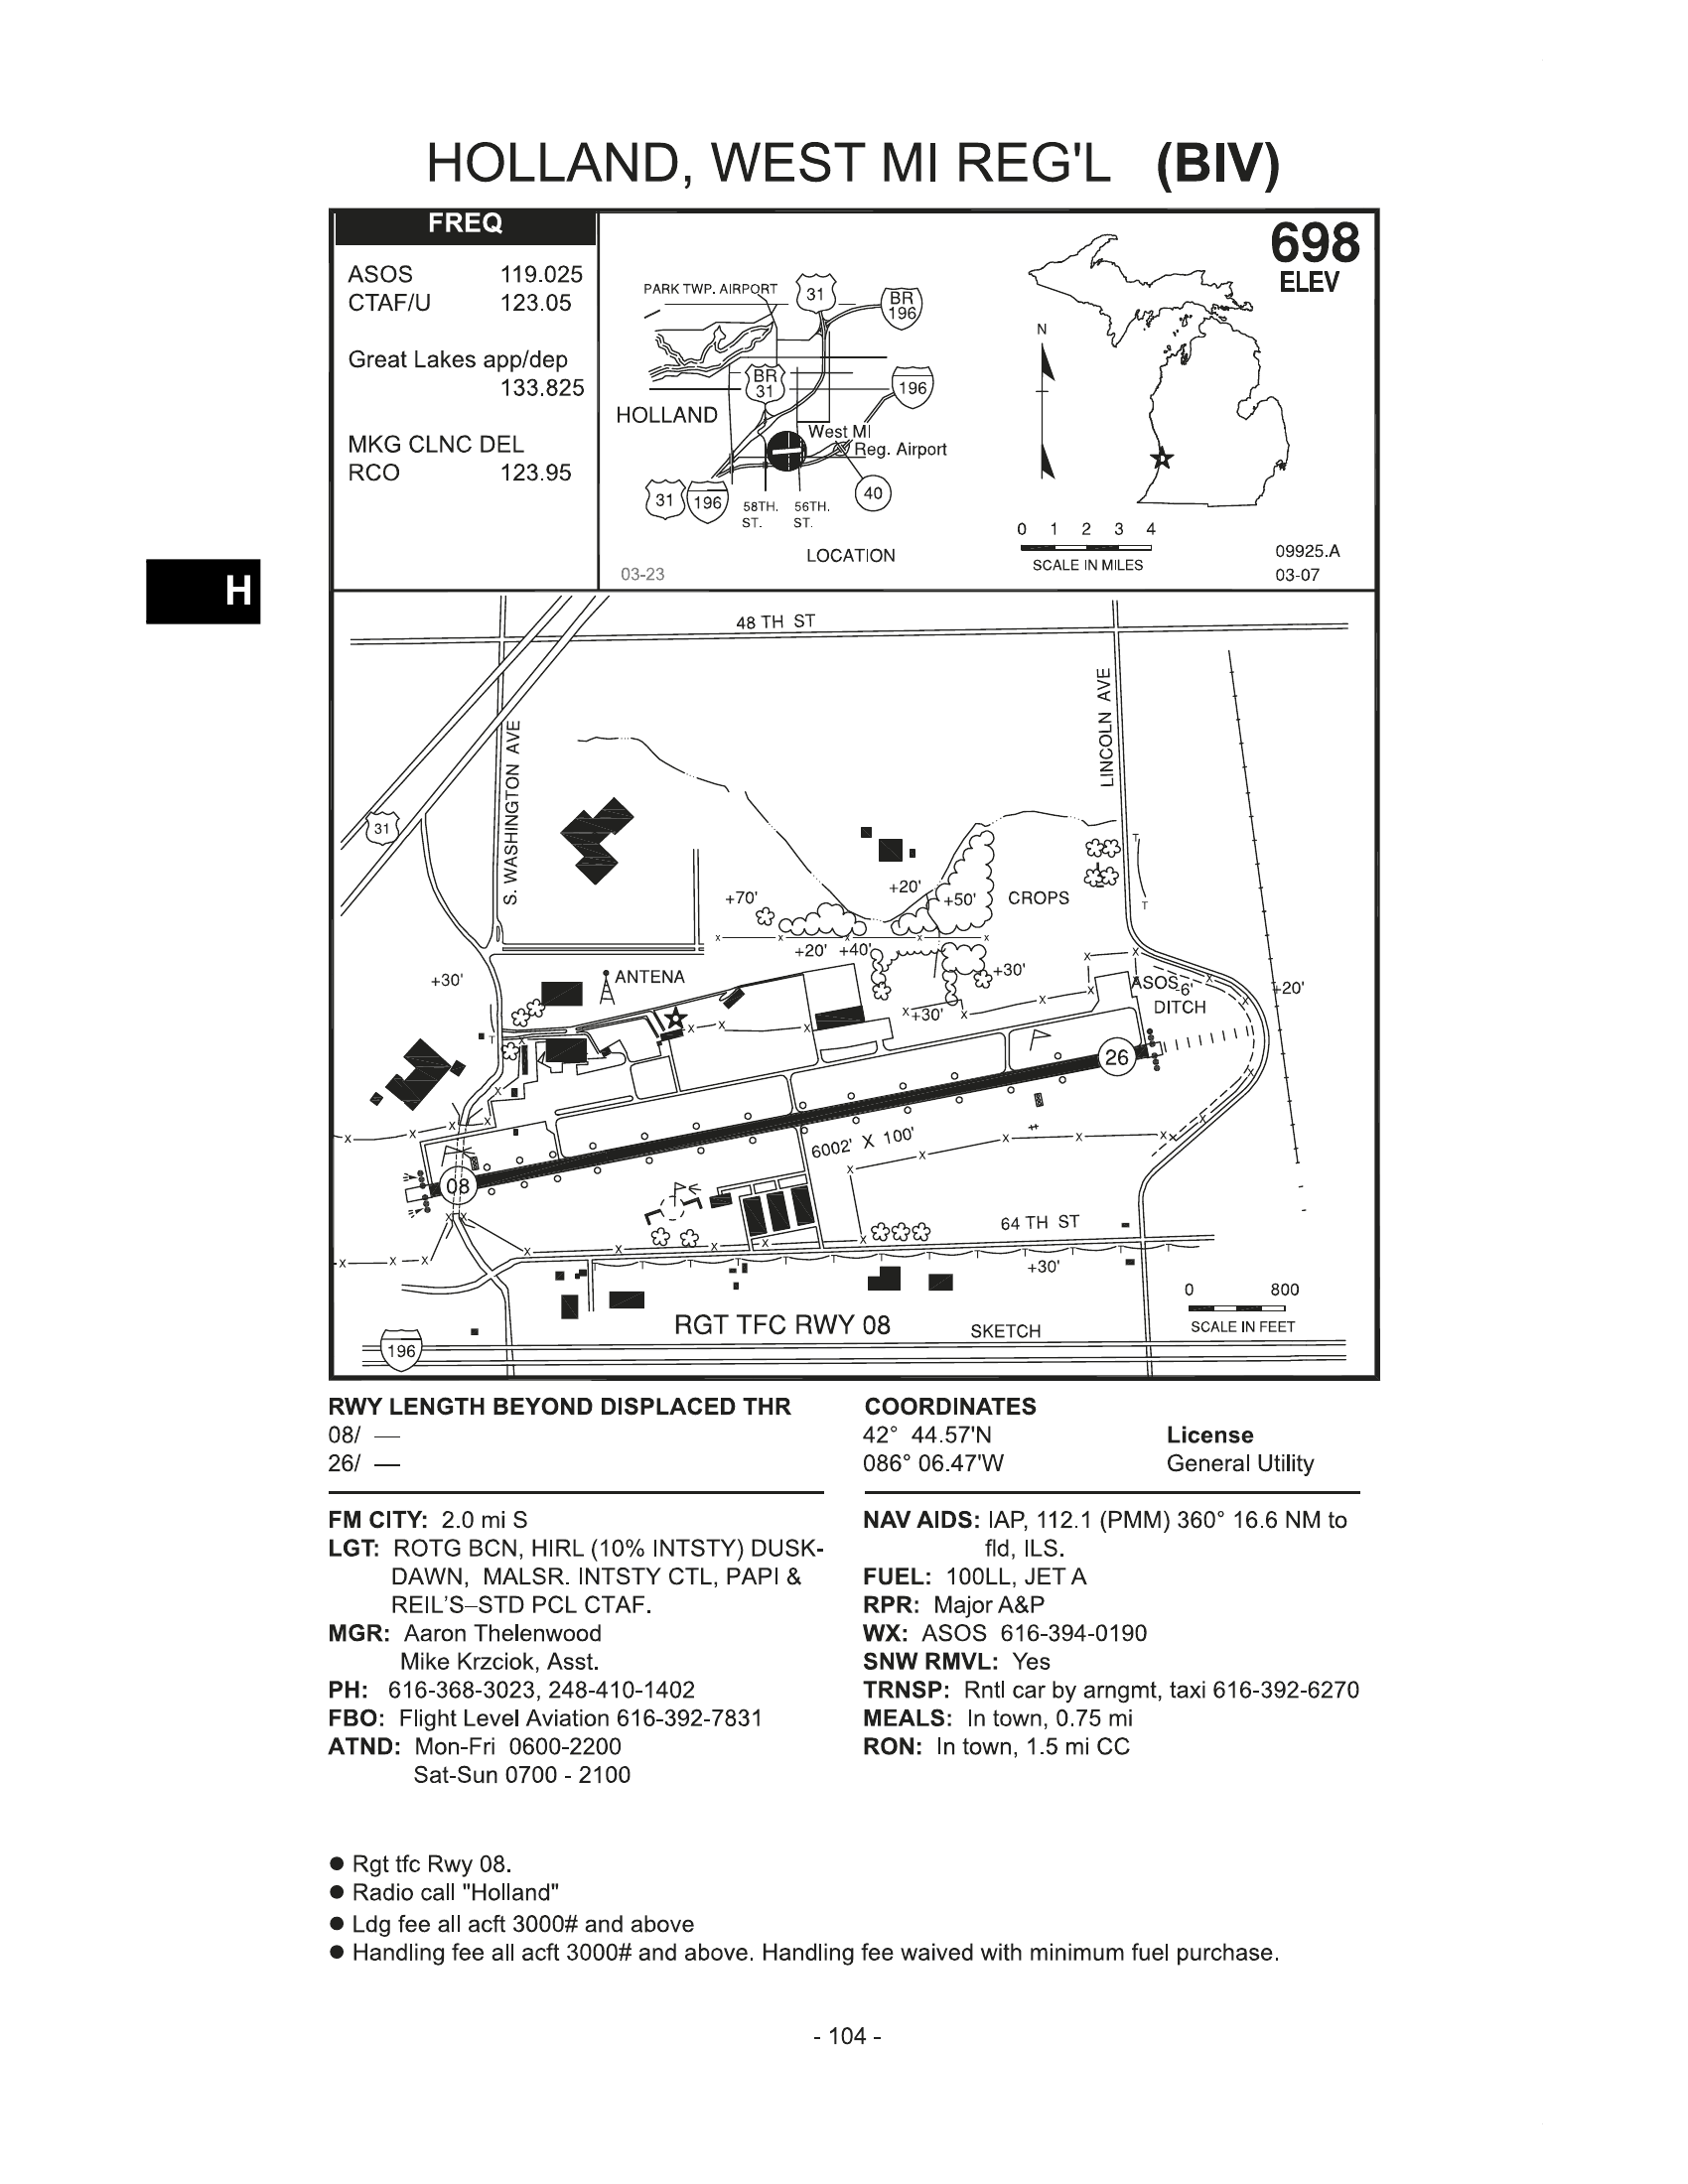 HOLLAND, WEST MI REG'L (BIV)
FREQ
ASOS 119.025
CTAF/U 123.05
Great Lakes app/dep
133.825
MKG CLNC DEL
RCO 123.95
698
ELEV
PARK TWP. AIRPORT
31
BR
196
BR
31
196
HOLLAND
West MI
Reg. Airport
31
196
58TH.
ST.
56TH.
ST.
40
LOCATION
03-23
N
0 1 2 3 4
SCALE IN MILES
09925.A
03-07
H
48 TH ST
S. WASHINGTON AVE
LINCOLN AVE
31
+70'
+20'
+50'
CROPS
+20' +40'
+30'
+30'
ANTENA
+30'
ASOS
-6'
DITCH
+20'
26
6002' X 100'
08
64 TH ST
+30'
0 800
SCALE IN FEET
RGT TFC RWY 08
SKETCH
196
RWY LENGTH BEYOND DISPLACED THR
08/ —
26/ —
COORDINATES
42° 44.57'N
086° 06.47'W
License
General Utility
FM CITY: 2.0 mi S
LGT: ROTG BCN, HIRL (10% INTSTY) DUSK-
DAWN, MALSR. INTSTY CTL, PAPI &
REIL'S–STD PCL CTAF.
MGR: Aaron Thelenwood
Mike Krzciok, Asst.
PH: 616-368-3023, 248-410-1402
FBO: Flight Level Aviation 616-392-7831
ATND: Mon-Fri 0600-2200
Sat-Sun 0700 - 2100
NAV AIDS: IAP, 112.1 (PMM) 360° 16.6 NM to
fld, ILS.
FUEL: 100LL, JET A
RPR: Major A&P
WX: ASOS 616-394-0190
SNW RMVL: Yes
TRNSP: Rntl car by arngmt, taxi 616-392-6270
MEALS: In town, 0.75 mi
RON: In town, 1.5 mi CC
● Rgt tfc Rwy 08.
● Radio call "Holland"
● Ldg fee all acft 3000# and above
● Handling fee all acft 3000# and above. Handling fee waived with minimum fuel purchase.
- 104 -